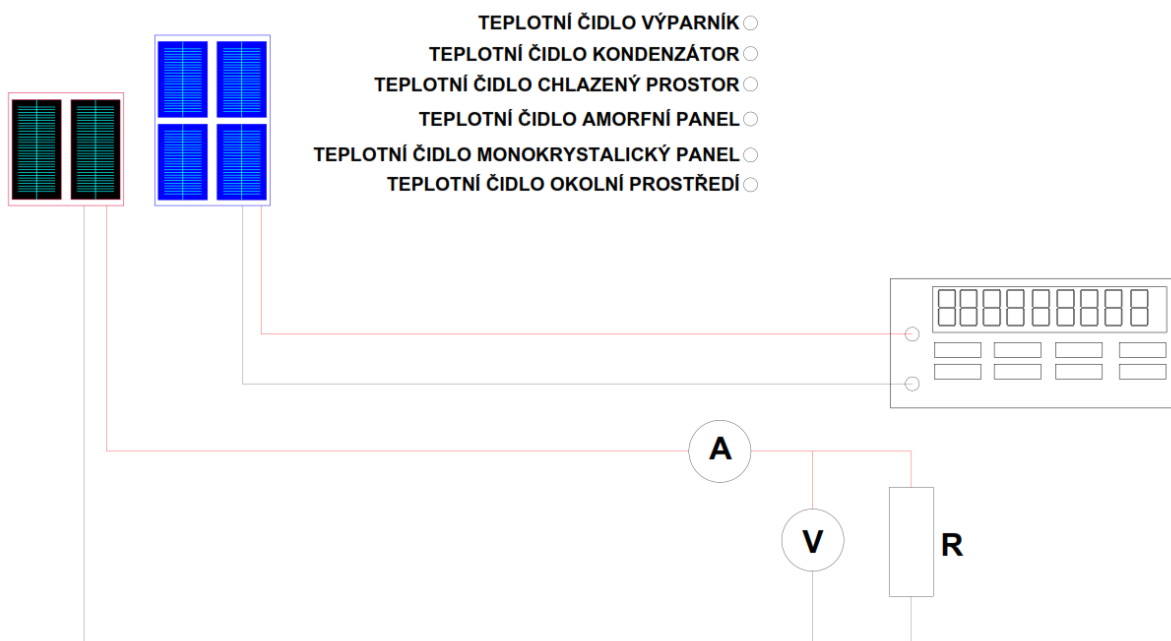 TEPLOTNÍ ČIDLO VÝPARNÍK
TEPLOTNÍ ČIDLO KONDENZÁTOR
TEPLOTNÍ ČIDLO CHLAZENÝ PROSTOR
TEPLOTNÍ ČIDLO AMORFNÍ PANEL
TEPLOTNÍ ČIDLO MONOKRYSTALICKÝ PANEL
TEPLOTNÍ ČIDLO OKOLNÍ PROSTŘEDÍ
A
V
R